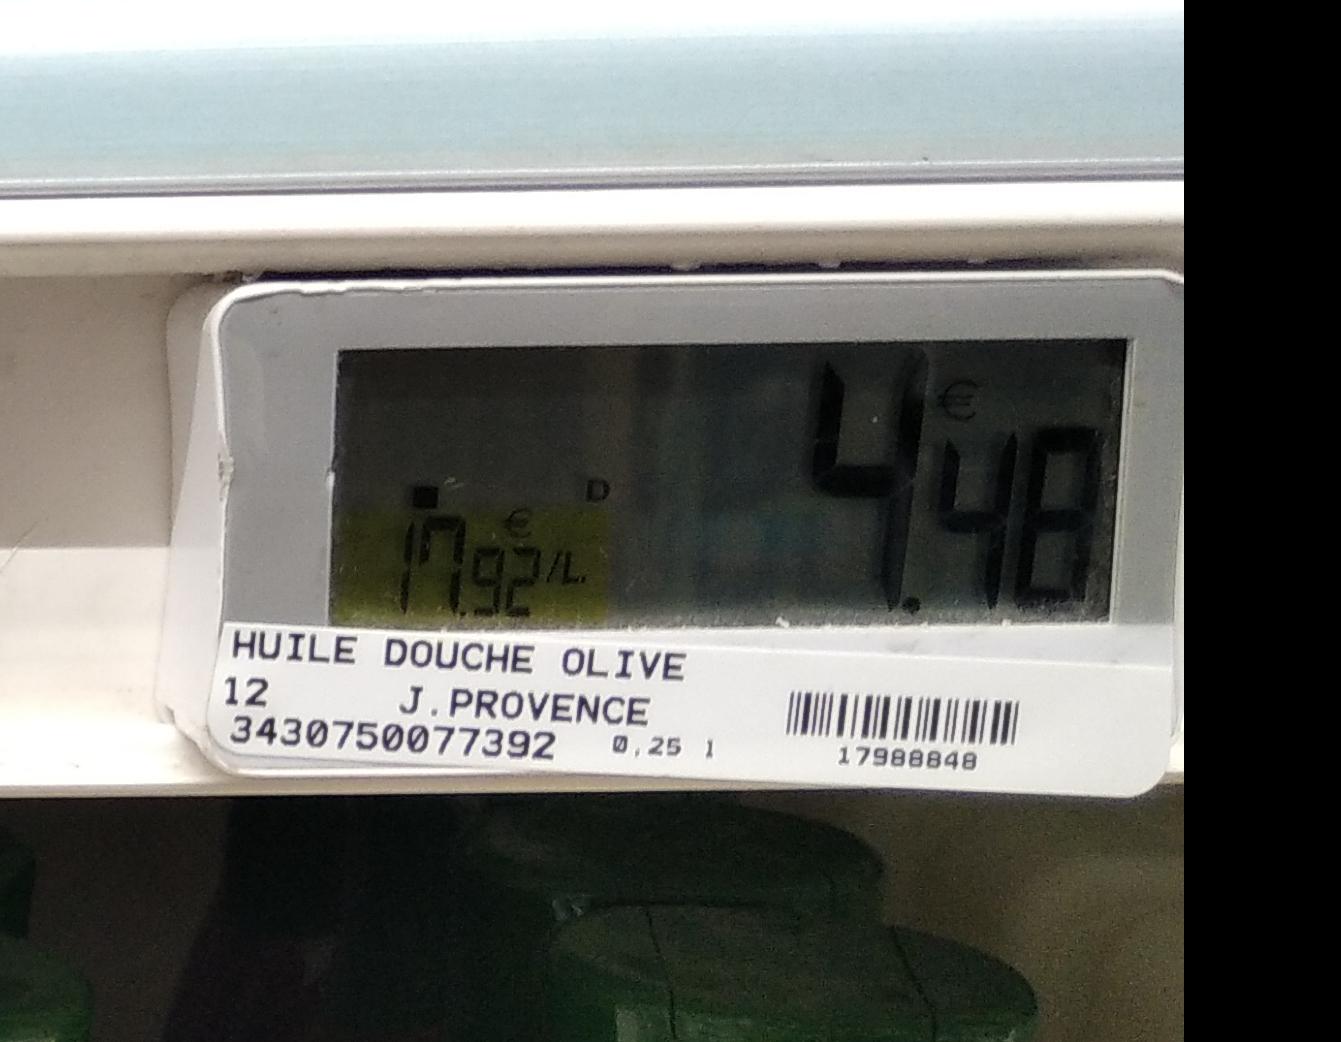 4.48 €
D
17.92 €/L.
HUILE DOUCHE OLIVE
12 J.PROVENCE
3430750077392 0,25 l
17988848